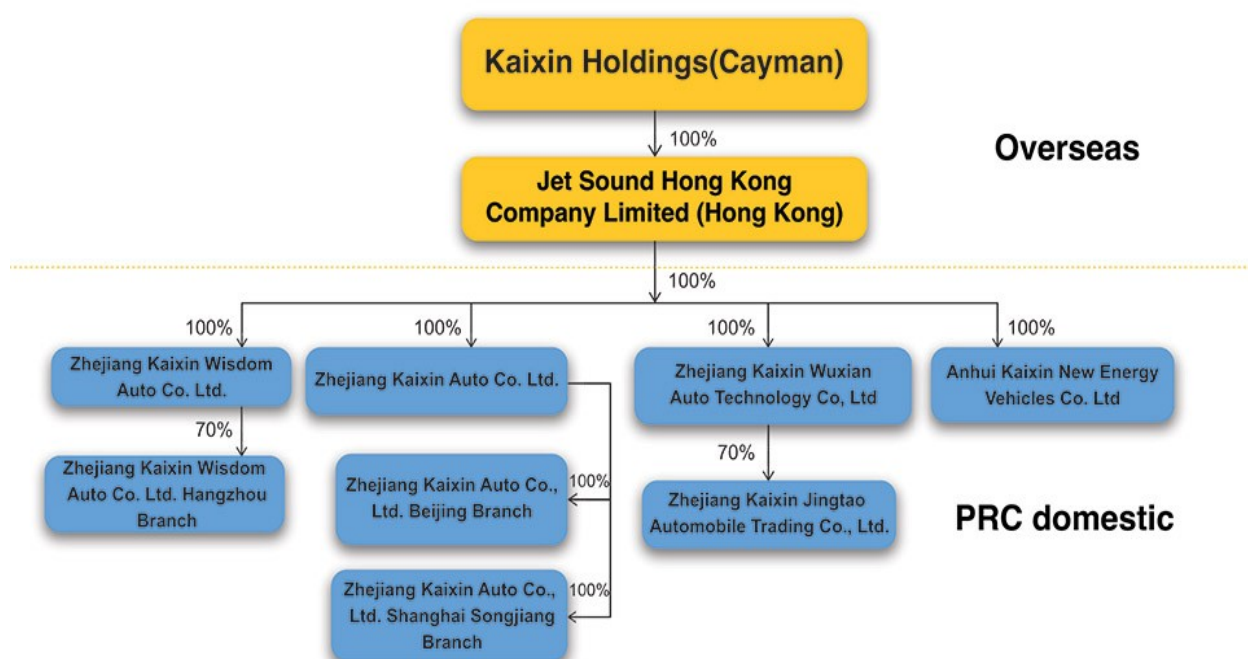 Kaixin Holdings(Cayman)
100%
Overseas
Jet Sound Hong Kong
Company Limited (Hong Kong)
100%
100%
100%
100%
100%
Zhejiang Kaixin Wisdom
Auto Co. Ltd.
Zhejiang Kaixin Auto Co. Ltd.
Zhejiang Kaixin Wuxian
Auto Technology Co, Ltd
Anhui Kaixin New Energy
Vehicles Co. Ltd
70%
70%
Zhejiang Kaixin Wisdom
Auto Co. Ltd. Hangzhou
Branch
Zhejiang Kaixin Auto Co.,
Ltd. Beijing Branch
100%
Zhejiang Kaixin Jingtao
Automobile Trading Co., Ltd.
PRC domestic
Zhejiang Kaixin Auto Co.,
Ltd. Shanghai Songjiang
Branch
100%